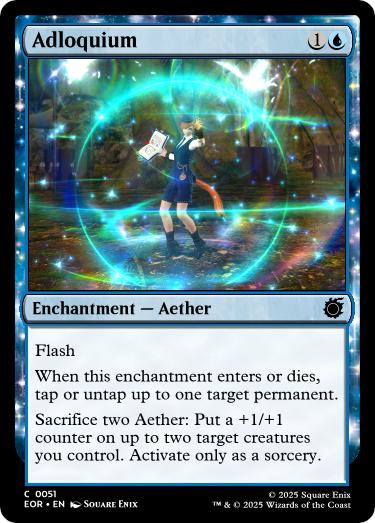 Adloquium 1
Enchantment — Aether
Flash
When this enchantment enters or dies,
tap or untap up to one target permanent.
Sacrifice two Aether: Put a +1/+1
counter on up to two target creatures
you control. Activate only as a sorcery.
C 0051
EOR • EN Square Enix
© 2025 Square Enix
™ & © 2025 Wizards of the Coast